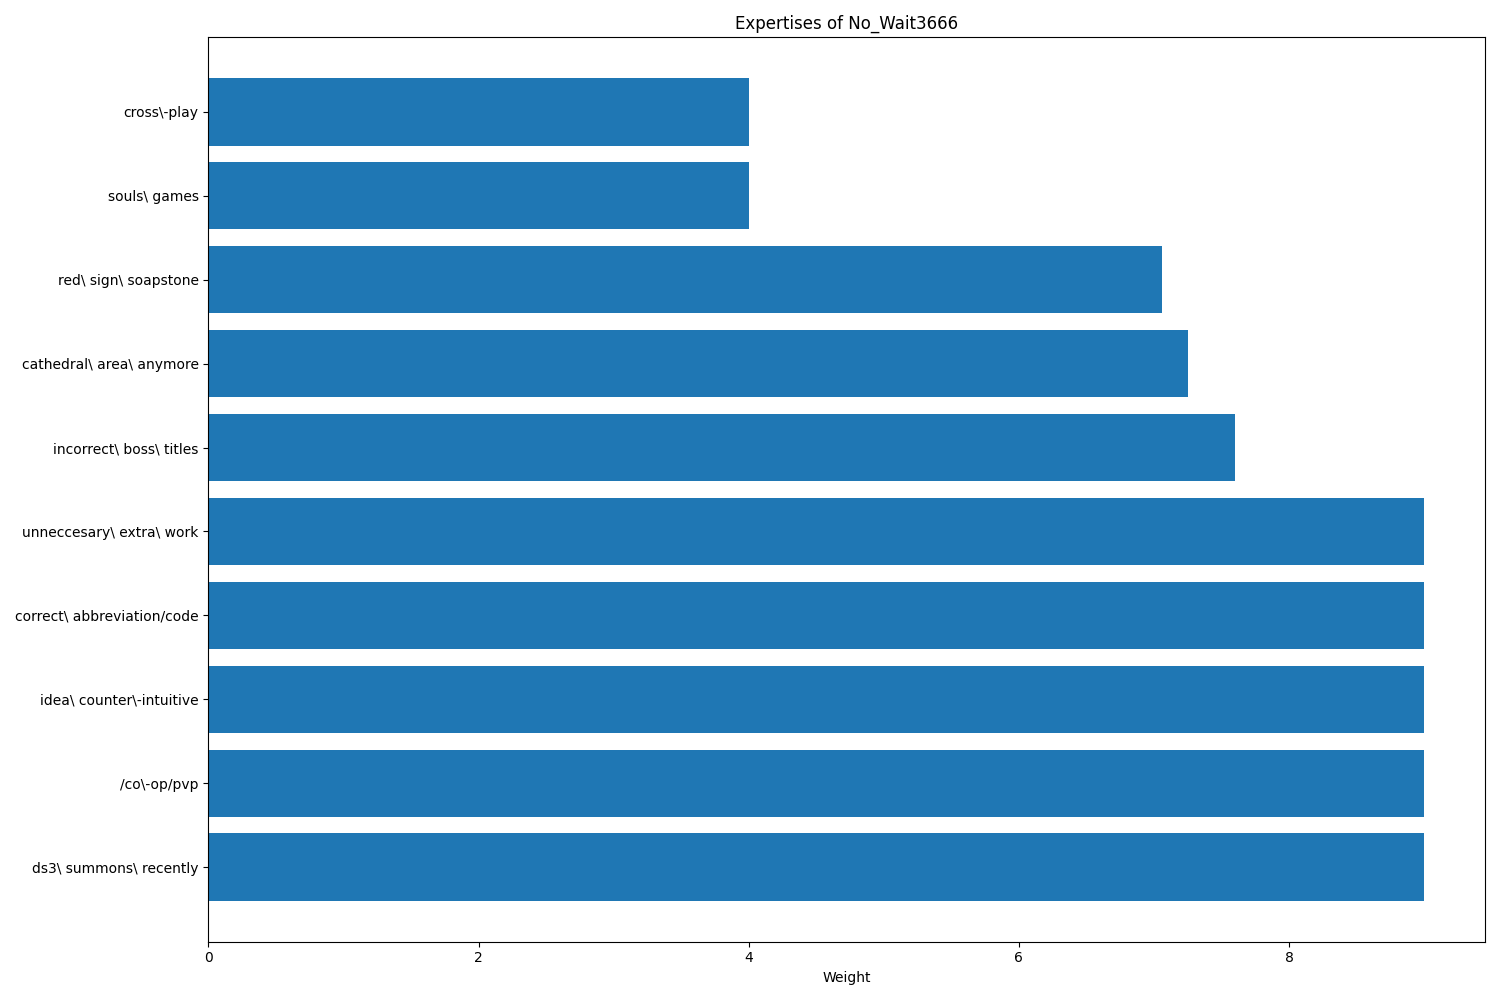 Expertises of No_Wait3666
cross\-play
souls\ games
red\ sign\ soapstone
cathedral\ area\ anymore
incorrect\ boss\ titles
unneccesary\ extra\ work
correct\ abbreviation/code
idea\ counter\-intuitive
/co\-op/pvp
ds3\ summons\ recently
0 2 4 6 8
Weight